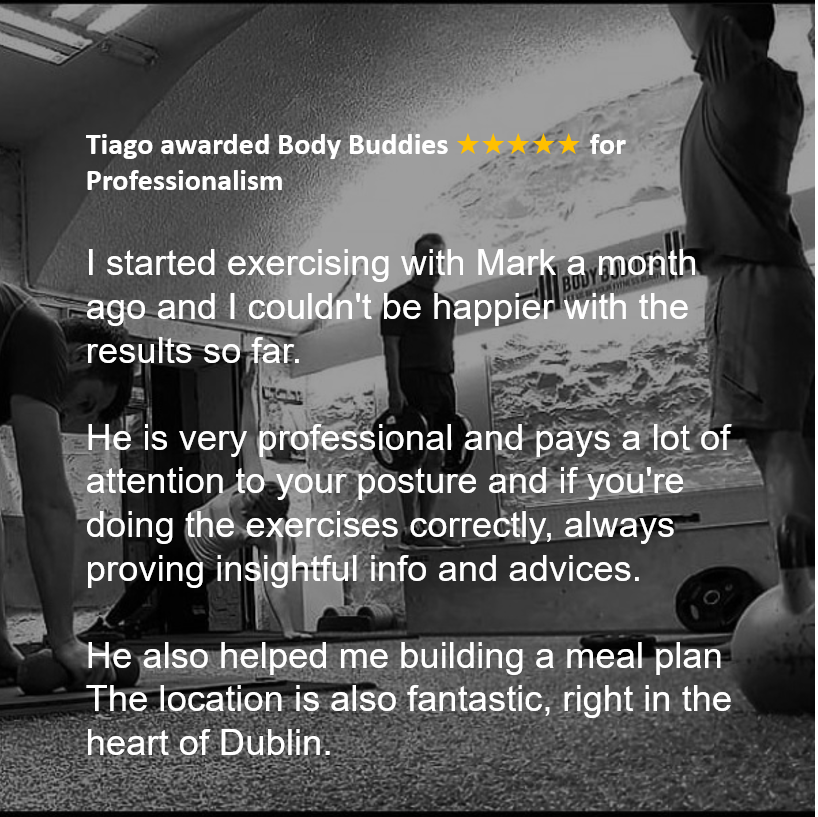 Tiago awarded Body Buddies ★★★★★ for
Professionalism
I started exercising with Mark a month
ago and I couldn't be happier with the
results so far.
He is very professional and pays a lot of
attention to your posture and if you're
doing the exercises correctly, always
proving insightful info and advices.
He also helped me building a meal plan
The location is also fantastic, right in the
heart of Dublin.
BODY BUDDIES